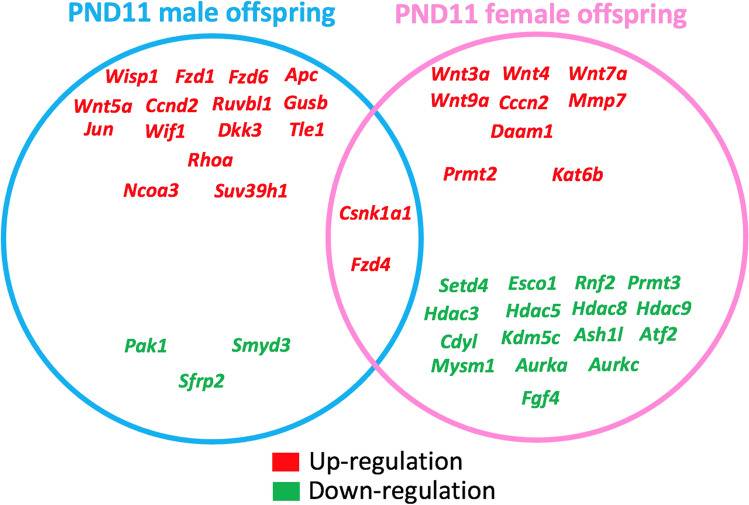 PND11 male offspring
PND11 female offspring
Wisp1 Fzd1 Fzd6 Apc
Wnt5a Ccnd2 Ruvbl1 Gusb
Jun Wif1 Dkk3 Tle1
Rhoa
Ncoa3 Suv39h1
Pak1 Smyd3
Sfrp2
Csnk1a1
Fzd4
Wnt3a Wnt4 Wnt7a
Wnt9a Cccn2 Mmp7
Daam1
Prmt2 Kat6b
Setd4 Esco1 Rnf2 Prmt3
Hdac3 Hdac5 Hdac8 Hdac9
Cdyl Kdm5c Ash1l Atf2
Mysm1 Aurka Aurkc
Fgf4
Up-regulation
Down-regulation